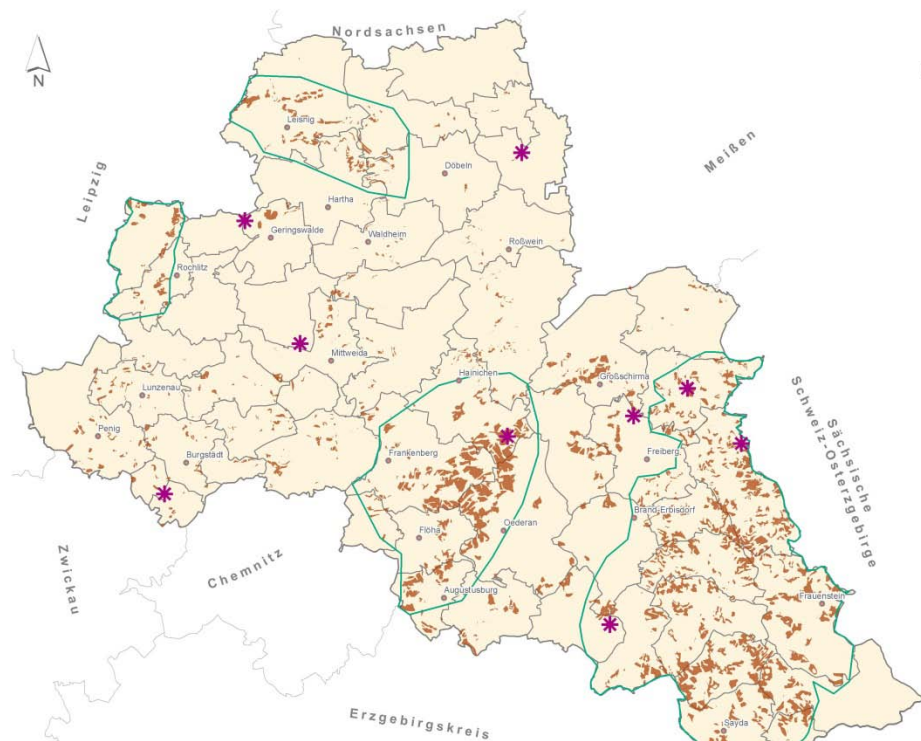 Nordsachsen
N
Leisnig
Meißen
Döbeln
Leipzig
Hartha
Geringswalde
Waldheim
Roßwein
Rochlitz
Mittweida
Hainichen
Großschirma
Lunzenau
Sächsische
Schweiz-Osterzgebirge
Penig
Burgstädt
Frankenberg
Freiberg
Brand-Erbisdorf
Flöha
Oederan
Zwickau
Chemnitz
Augustusburg
Frauenstein
Erzgebirgskreis
Sayda